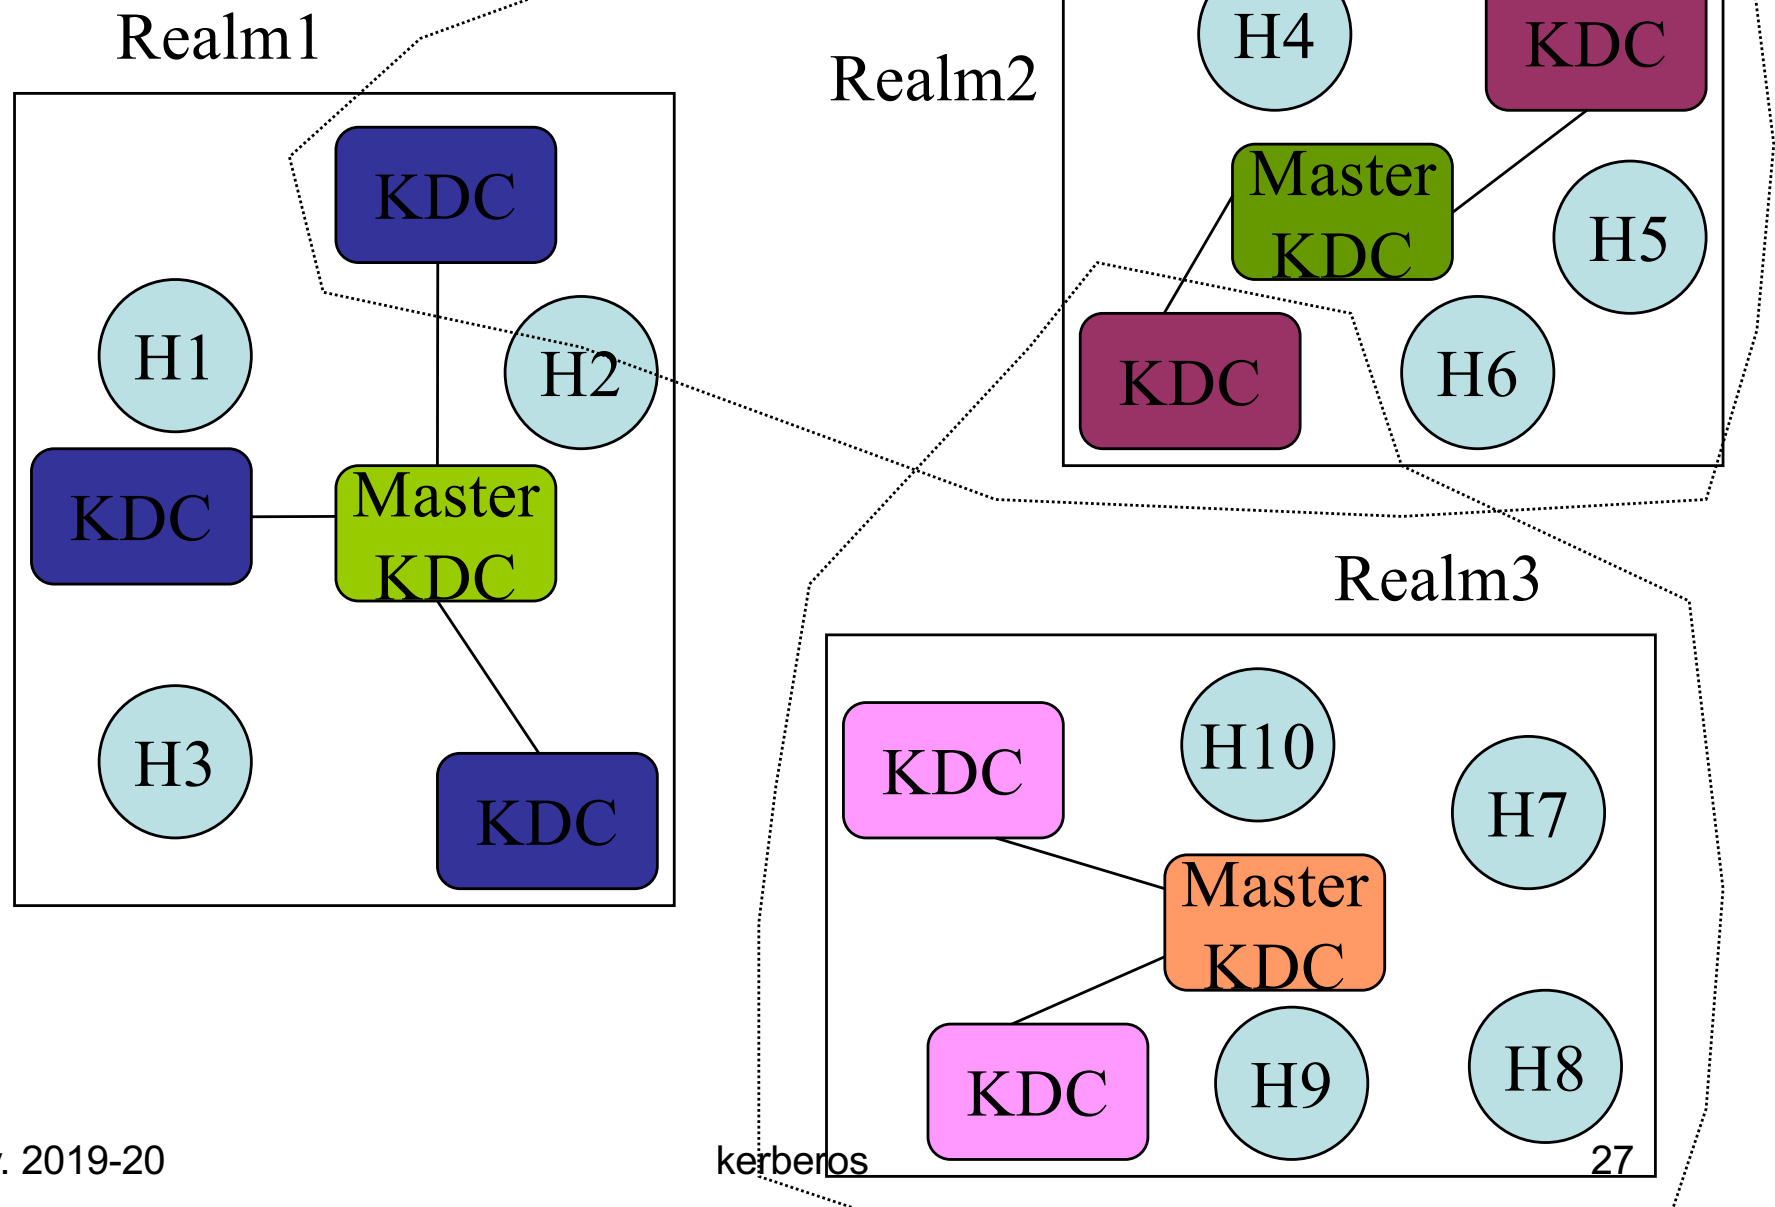 Realm1
KDC
H1
H2
KDC
Master
KDC
H3
KDC
Realm2
H4
KDC
Master
KDC
H5
KDC
H6
Realm3
KDC
H10
H7
Master
KDC
KDC
H9
H8
. 2019-20
kerberos
27